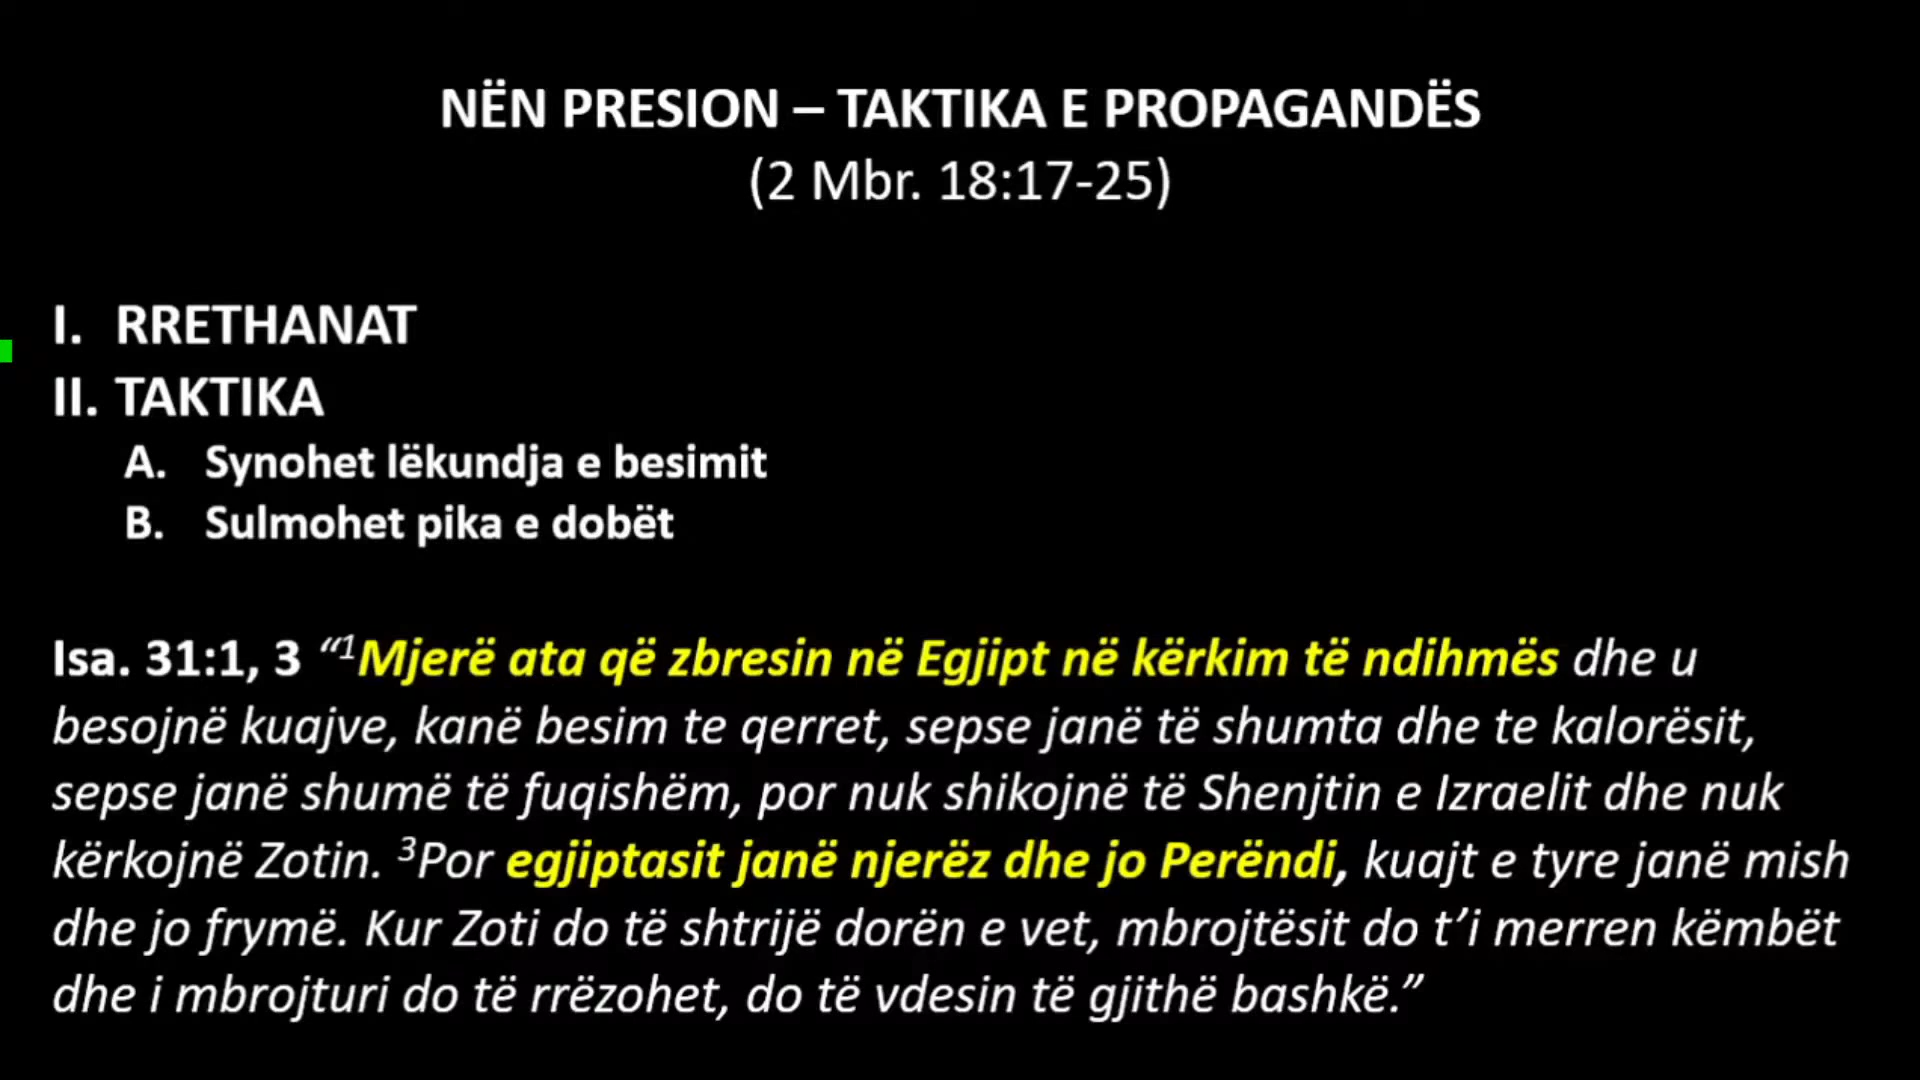 NËN PRESION – TAKTIKA E PROPAGANDËS
(2 Mbr. 18:17-25)
I. RRETHANAT
II. TAKTIKA
A. Synohet lëkundja e besimit
B. Sulmohet pika e dobët
Isa. 31:1, 3 “¹Mjerë ata që zbresin në Egjipt në kërkim të ndihmës dhe u
besojnë kuajve, kanë besim te qerret, sepse janë të shumta dhe te kalorësit,
sepse janë shumë të fuqishëm, por nuk shikojnë të Shenjtin e Izraelit dhe nuk
kërkojnë Zotin. ³Por egjiptasit janë njerëz dhe jo Perëndi, kuajt e tyre janë mish
dhe jo frymë. Kur Zoti do të shtrijë dorën e vet, mbrojtësit do t’i merren këmbët
dhe i mbrojturi do të rrëzohet, do të vdesin të gjithë bashkë.”